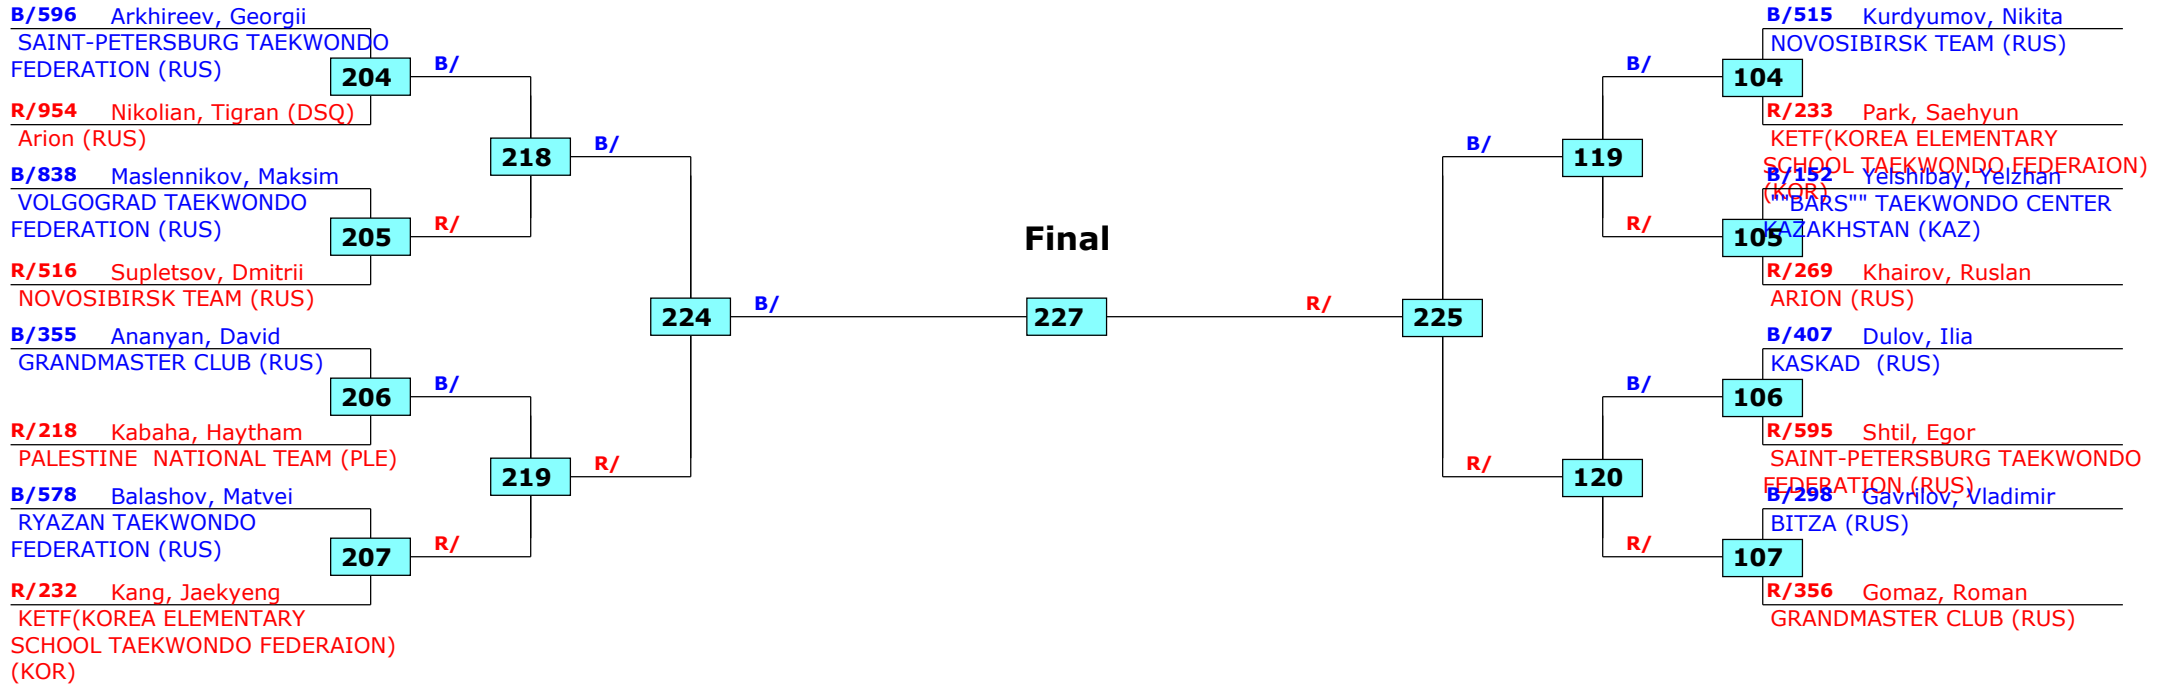 B/596 Arkhireev, Georgii
SAINT-PETERSBURG TAEKWONDO
FEDERATION (RUS)
204
R/954 Nikolian, Tigran (DSQ)
Arion (RUS)
B/838 Maslennikov, Maksim
VOLGOGRAD TAEKWONDO
FEDERATION (RUS)
205
R/516 Supletsov, Dmitrii
NOVOSIBIRSK TEAM (RUS)
B/355 Ananyan, David
GRANDMASTER CLUB (RUS)
206
R/218 Kabaha, Haytham
PALESTINE NATIONAL TEAM (PLE)
B/578 Balashov, Matvei
RYAZAN TAEKWONDO
FEDERATION (RUS)
207
R/232 Kang, Jaekyeng
KETF(KOREA ELEMENTARY
SCHOOL TAEKWONDO FEDERAION)
(KOR)
B/
218
R/
B/
219
R/
B/
224
R/
Final
B/
227
R/
B/
225
R/
B/
119
R/
B/
120
R/
B/515 Kurdyumov, Nikita
NOVOSIBIRSK TEAM (RUS)
104
R/233 Park, Saehyun
KETF(KOREA ELEMENTARY
SCHOOL TAEKWONDO FEDERAION)
(KOR)
B/152 Yelshibay, Yelzhan
""BARS"" TAEKWONDO CENTER
KAZAKHSTAN (KAZ)
105
R/269 Khairov, Ruslan
ARION (RUS)
B/407 Dulov, Ilia
KASKAD (RUS)
106
R/595 Shtil, Egor
SAINT-PETERSBURG TAEKWONDO
FEDERATION (RUS)
B/298 Gavrilov, Vladimir
BITZA (RUS)
107
R/356 Gomaz, Roman
GRANDMASTER CLUB (RUS)